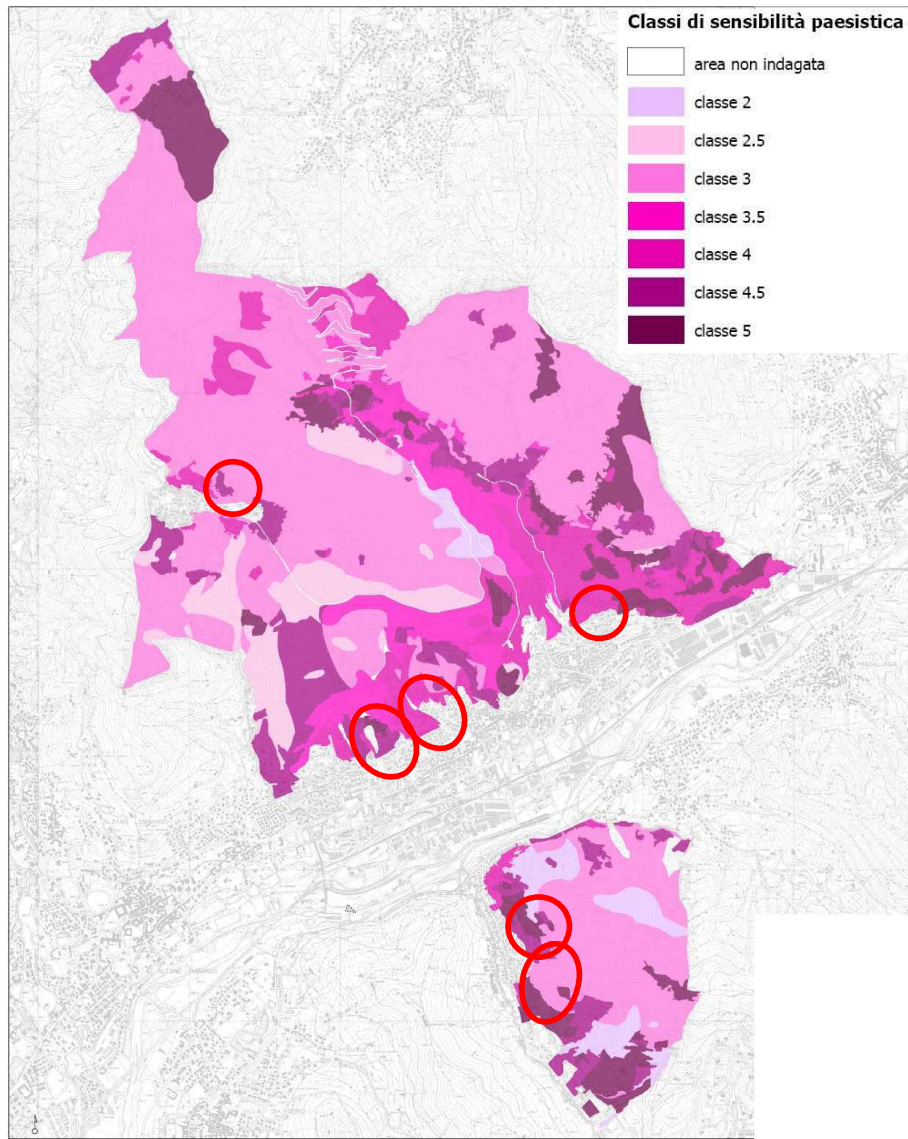 Classi di sensibilità paesistica
area non indagata
classe 2
classe 2.5
classe 3
classe 3.5
classe 4
classe 4.5
classe 5
SELVINO